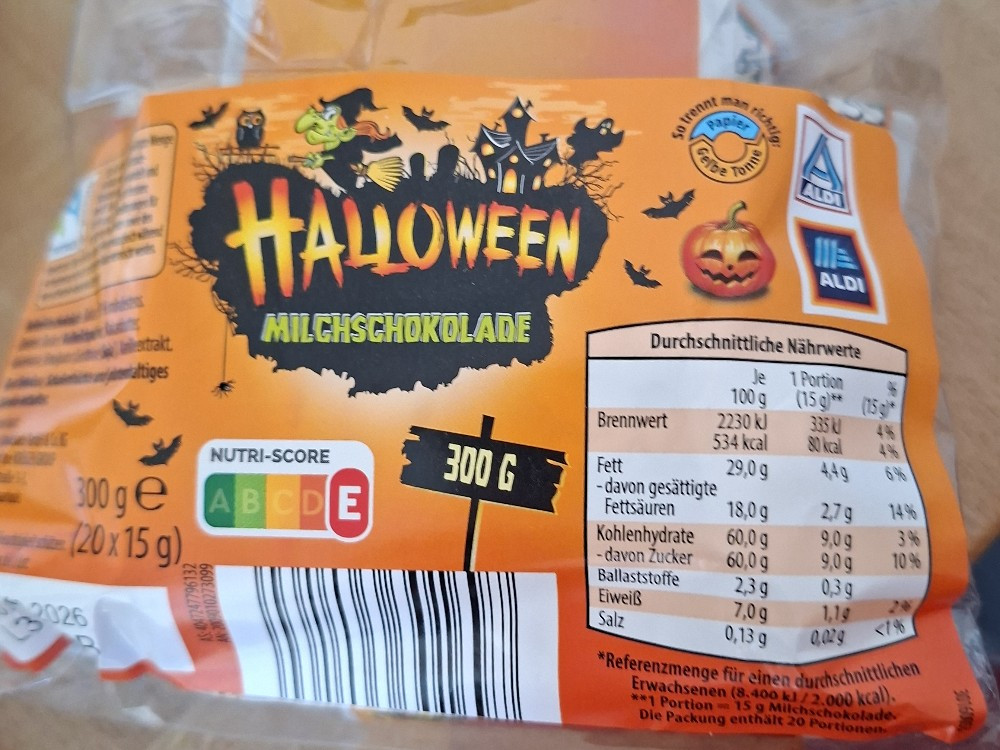 So trennt man richtig:
Papier
Gelbe Tonne
ALDI
ALDI
HALLOWEEN
MILCHSCHOKOLADE
extrakt.
300 G
NUTRI-SCORE
A B C D E
300 g e
(20 x 15 g)
2026
Durchschnittliche Nährwerte
Je 100 g 1 Portion (15 g)** % (15 g)*
Brennwert 2230 kJ 335 kJ 4%
534 kcal 80 kcal 4%
Fett 29,0 g 4,4 g 6%
- davon gesättigte
Fettsäuren 18,0 g 2,7 g 14%
Kohlenhydrate 60,0 g 9,0 g 3%
- davon Zucker 60,0 g 9,0 g 10%
Ballaststoffe 2,3 g 0,3 g
Eiweiß 7,0 g 1,1 g 2%
Salz 0,13 g 0,02 g <1%
*Referenzmenge für einen durchschnittlichen
Erwachsenen (8.400 kJ / 2.000 kcal).
**1 Portion = 15 g Milchschokolade.
Die Packung enthält 20 Portionen.